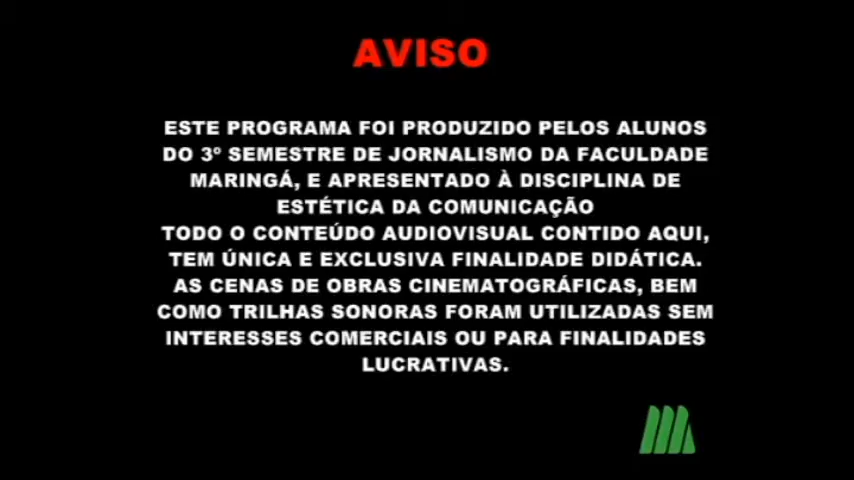 AVISO
ESTE PROGRAMA FOI PRODUZIDO PELOS ALUNOS
DO 3º SEMESTRE DE JORNALISMO DA FACULDADE
MARINGÁ, E APRESENTADO À DISCIPLINA DE
ESTÉTICA DA COMUNICAÇÃO
TODO O CONTEÚDO AUDIOVISUAL CONTIDO AQUI,
TEM ÚNICA E EXCLUSIVA FINALIDADE DIDÁTICA.
AS CENAS DE OBRAS CINEMATOGRÁFICAS, BEM
COMO TRILHAS SONORAS FORAM UTILIZADAS SEM
INTERESSES COMERCIAIS OU PARA FINALIDADES
LUCRATIVAS.